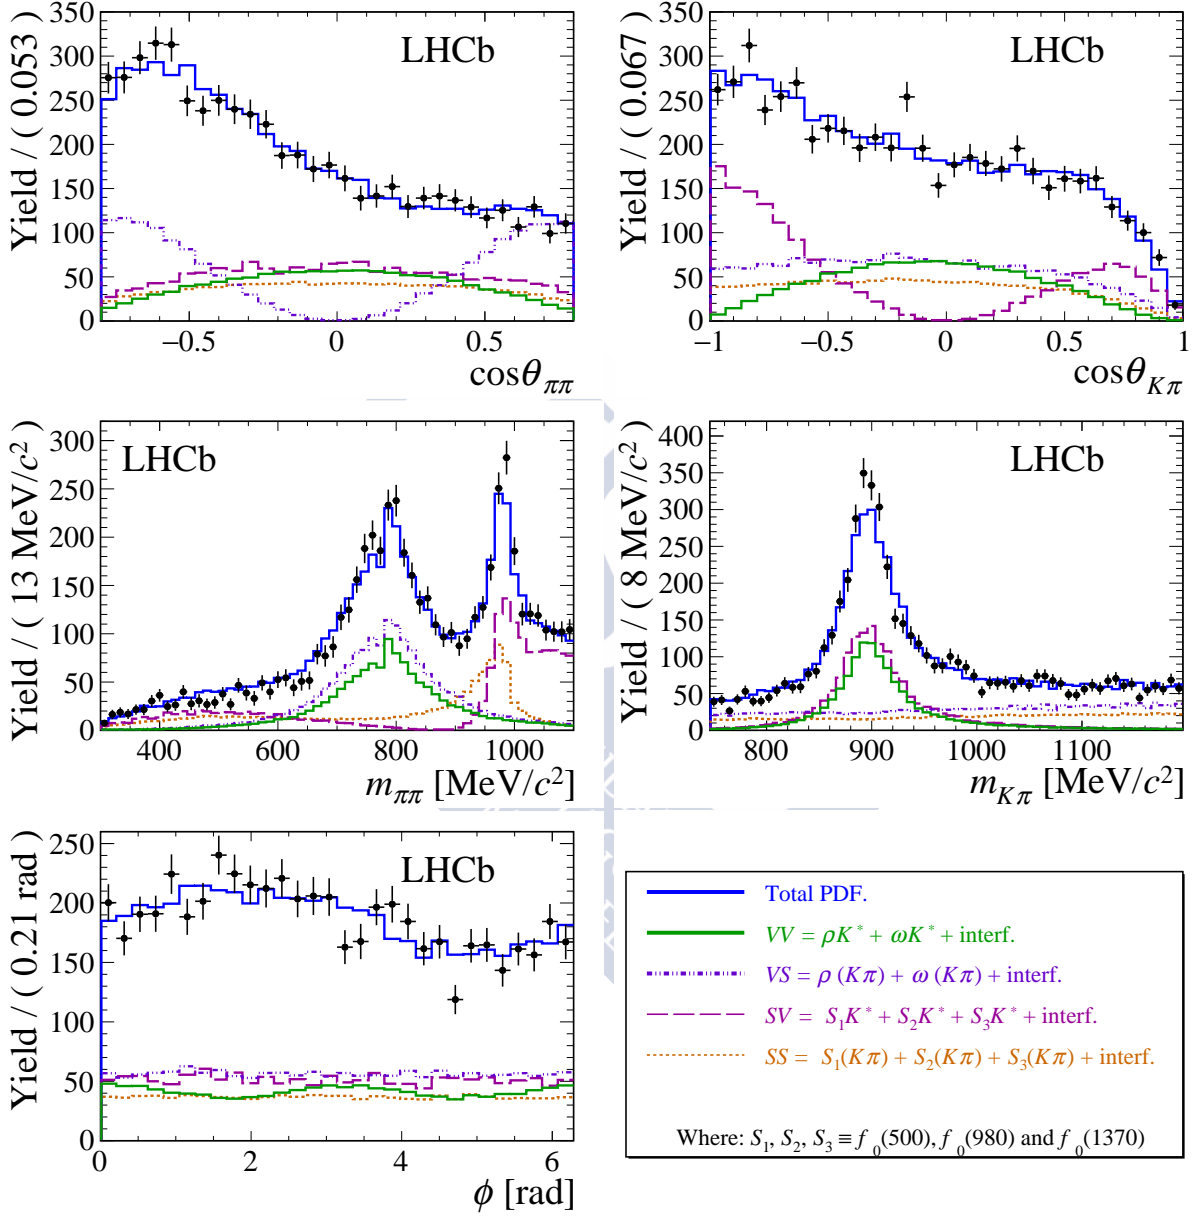 Yield / ( 0.053 )
350
300
250
200
150
100
50
0
LHCb
−0.5 0 0.5
cosθππ
Yield / ( 0.067 )
350
300
250
200
150
100
50
0
LHCb
−1 −0.5 0 0.5 1
cosθKπ
Yield / ( 13 MeV/c²)
300
250
200
150
100
50
0
LHCb
400 600 800 1000
mππ [MeV/c²]
Yield / ( 8 MeV/c²)
400
350
300
250
200
150
100
50
0
LHCb
800 900 1000 1100
mKπ [MeV/c²]
Yield / ( 0.21 rad )
250
200
150
100
50
0
LHCb
0 2 4 6
ϕ [rad]
Total PDF.
VV = ρK* + ωK* + interf.
VS = ρ (Kπ) + ω (Kπ) + interf.
SV = S₁K* + S₂K* + S₃K* + interf.
SS = S₁(Kπ) + S₂(Kπ) + S₃(Kπ) + interf.
Where: S₁, S₂, S₃ ≡ f₀(500), f₀(980) and f₀(1370)